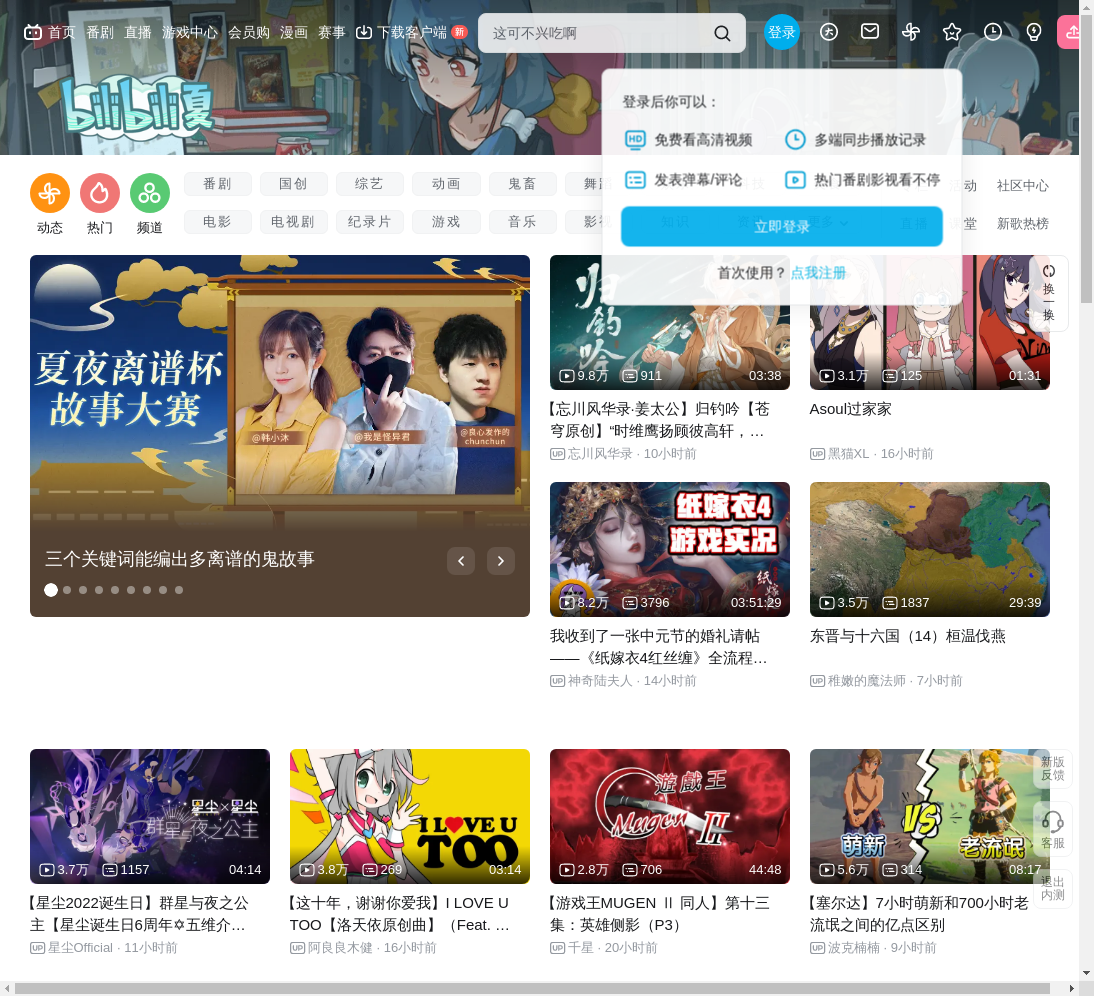 首页 番剧 直播 游戏中心 会员购 漫画 赛事 下载客户端 新
这可不兴吃啊
登录
大
bilibili夏
登录后你可以：
HD 免费看高清视频
多端同步播放记录
发表弹幕/评论
热门番剧影视看不停
立即登录
首次使用？点我注册
动态
热门
频道
番剧 国创 综艺 动画 鬼畜
电影 电视剧 纪录片 游戏 音乐
知识
更多
直播
活动
社区中心
课堂
新歌热榜
夏夜离谱杯
故事大赛
@韩小沐
@我是怪异君
@良心发作的
chunchun
三个关键词能编出多离谱的鬼故事
归钓吟
9.8万 911 03:38
【忘川风华录·姜太公】归钓吟【苍
穹原创】“时维鹰扬顾彼高轩，…
UP 忘川风华录 · 10小时前
3.1万 125 01:31
Asoul过家家
UP 黑猫XL · 16小时前
换
一
换
纸嫁衣4
游戏实况
纸嫁
8.2万 3796 03:51:29
我收到了一张中元节的婚礼请帖
——《纸嫁衣4红丝缠》全流程…
UP 神奇陆夫人 · 14小时前
3.5万 1837 29:39
东晋与十六国（14）桓温伐燕
UP 稚嫩的魔法师 · 7小时前
星尘×星尘
群星与夜之公主
3.7万 1157 04:14
【星尘2022诞生日】群星与夜之公
主【星尘诞生日6周年✡五维介…
UP 星尘Official · 11小时前
I LOVE U
TOO
3.8万 269 03:14
【这十年，谢谢你爱我】I LOVE U
TOO【洛天依原创曲】（Feat. …
UP 阿良良木健 · 16小时前
遊戲王
Mugen II
2.8万 706 44:48
【游戏王MUGEN Ⅱ 同人】第十三
集：英雄侧影（P3）
UP 千星 · 20小时前
萌新
VS
老流氓
5.6万 314 08:17
【塞尔达】7小时萌新和700小时老
流氓之间的亿点区别
UP 波克楠楠 · 9小时前
新版
反馈
客服
退出
内测